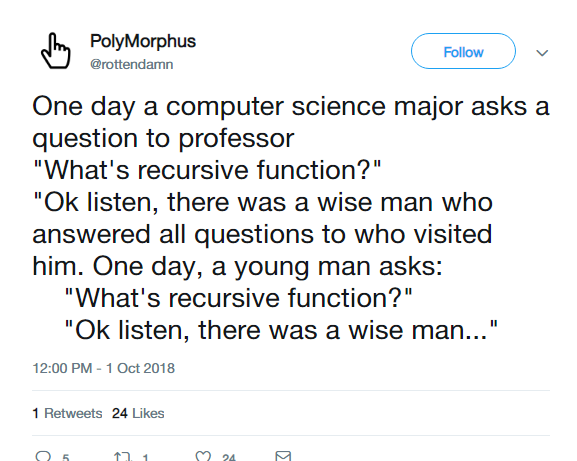 PolyMorphus
@rottendamn
Follow
One day a computer science major asks a
question to professor
"What's recursive function?"
"Ok listen, there was a wise man who
answered all questions to who visited
him. One day, a young man asks:
"What's recursive function?"
"Ok listen, there was a wise man..."
12:00 PM - 1 Oct 2018
1 Retweets 24 Likes
5 1 24